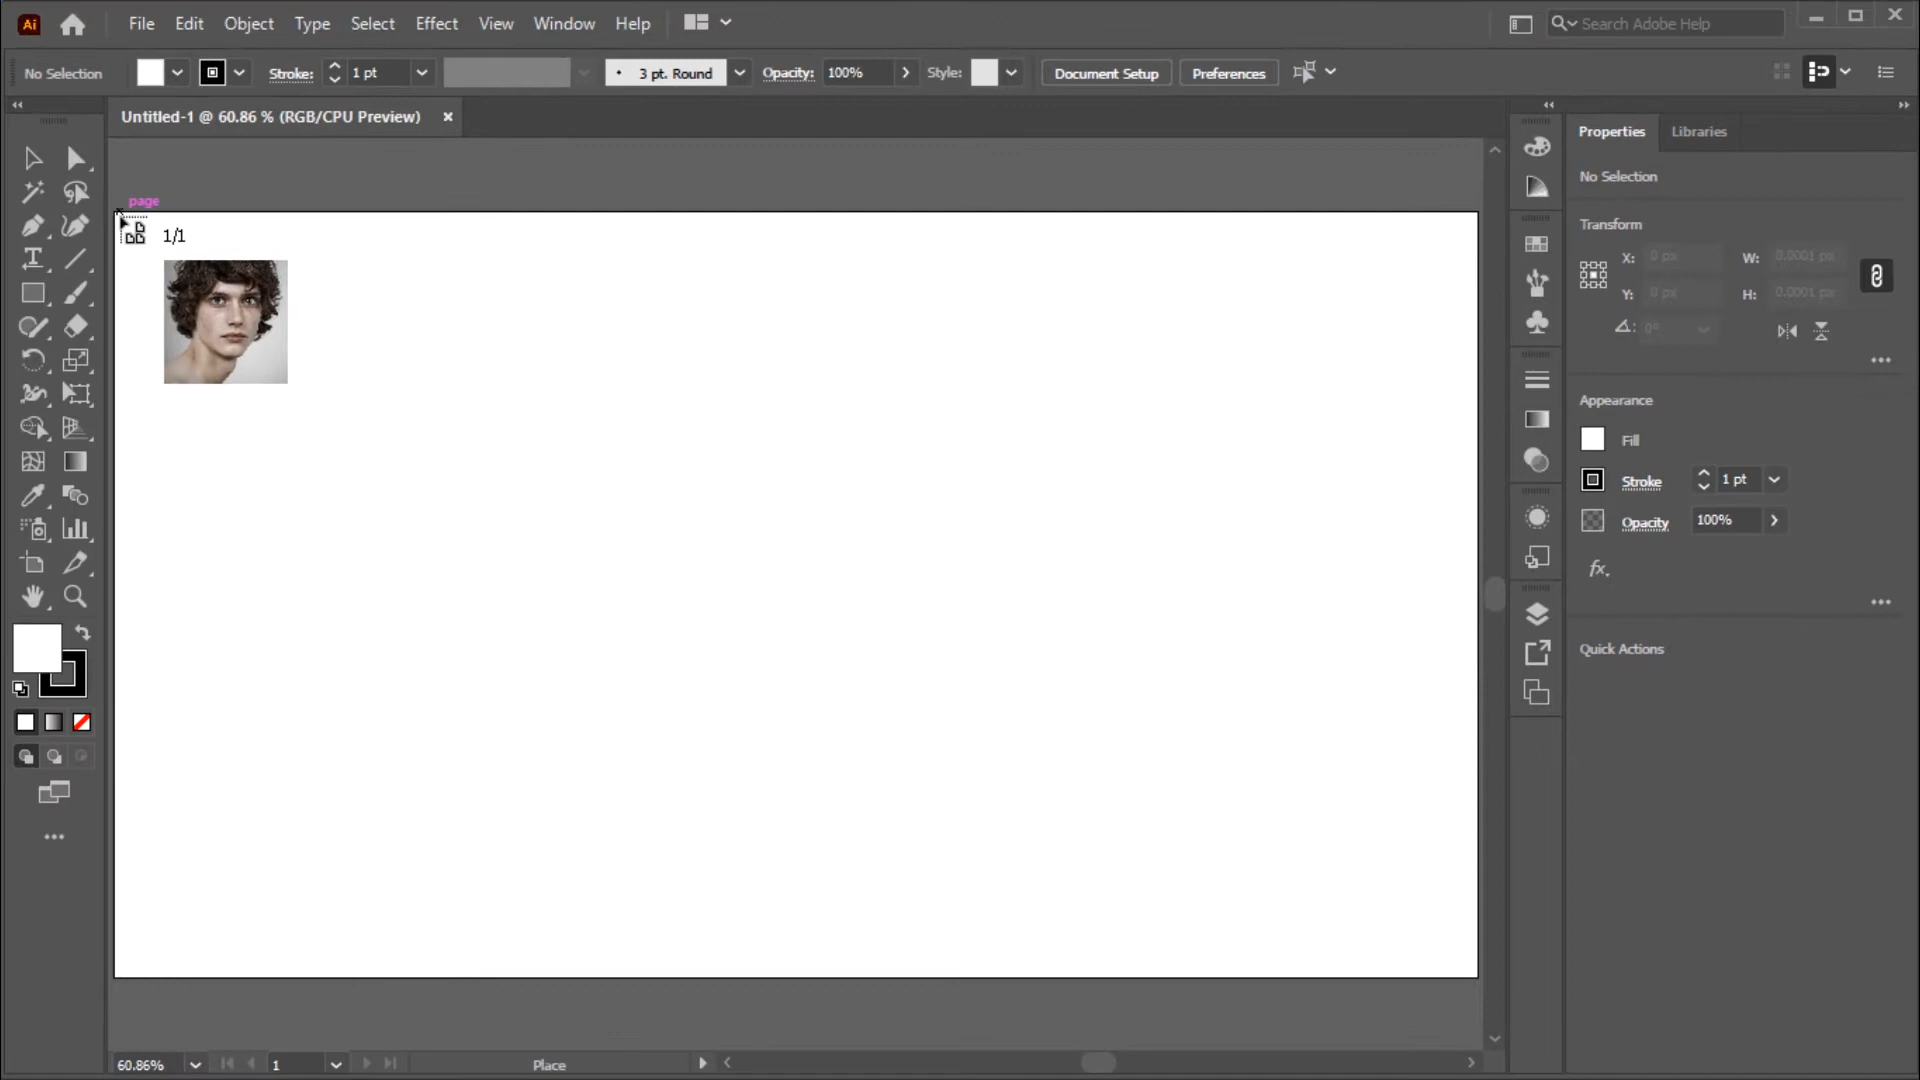 Ai File Edit Object Type Select Effect View Window Help Search Adobe Help
No Selection Stroke: 1 pt 3 pt. Round Opacity: 100% Style: Document Setup Preferences
Untitled-1 @ 60.86 % (RGB/CPU Preview) ×
Properties Libraries
No Selection
page
Transform
1/1
X: 0 px W: 0.0001 px
Y: 0 px H: 0.0001 px
0°
Appearance
Fill
Stroke 1 pt
Opacity 100%
fx.
Quick Actions
60.86% 1 Place